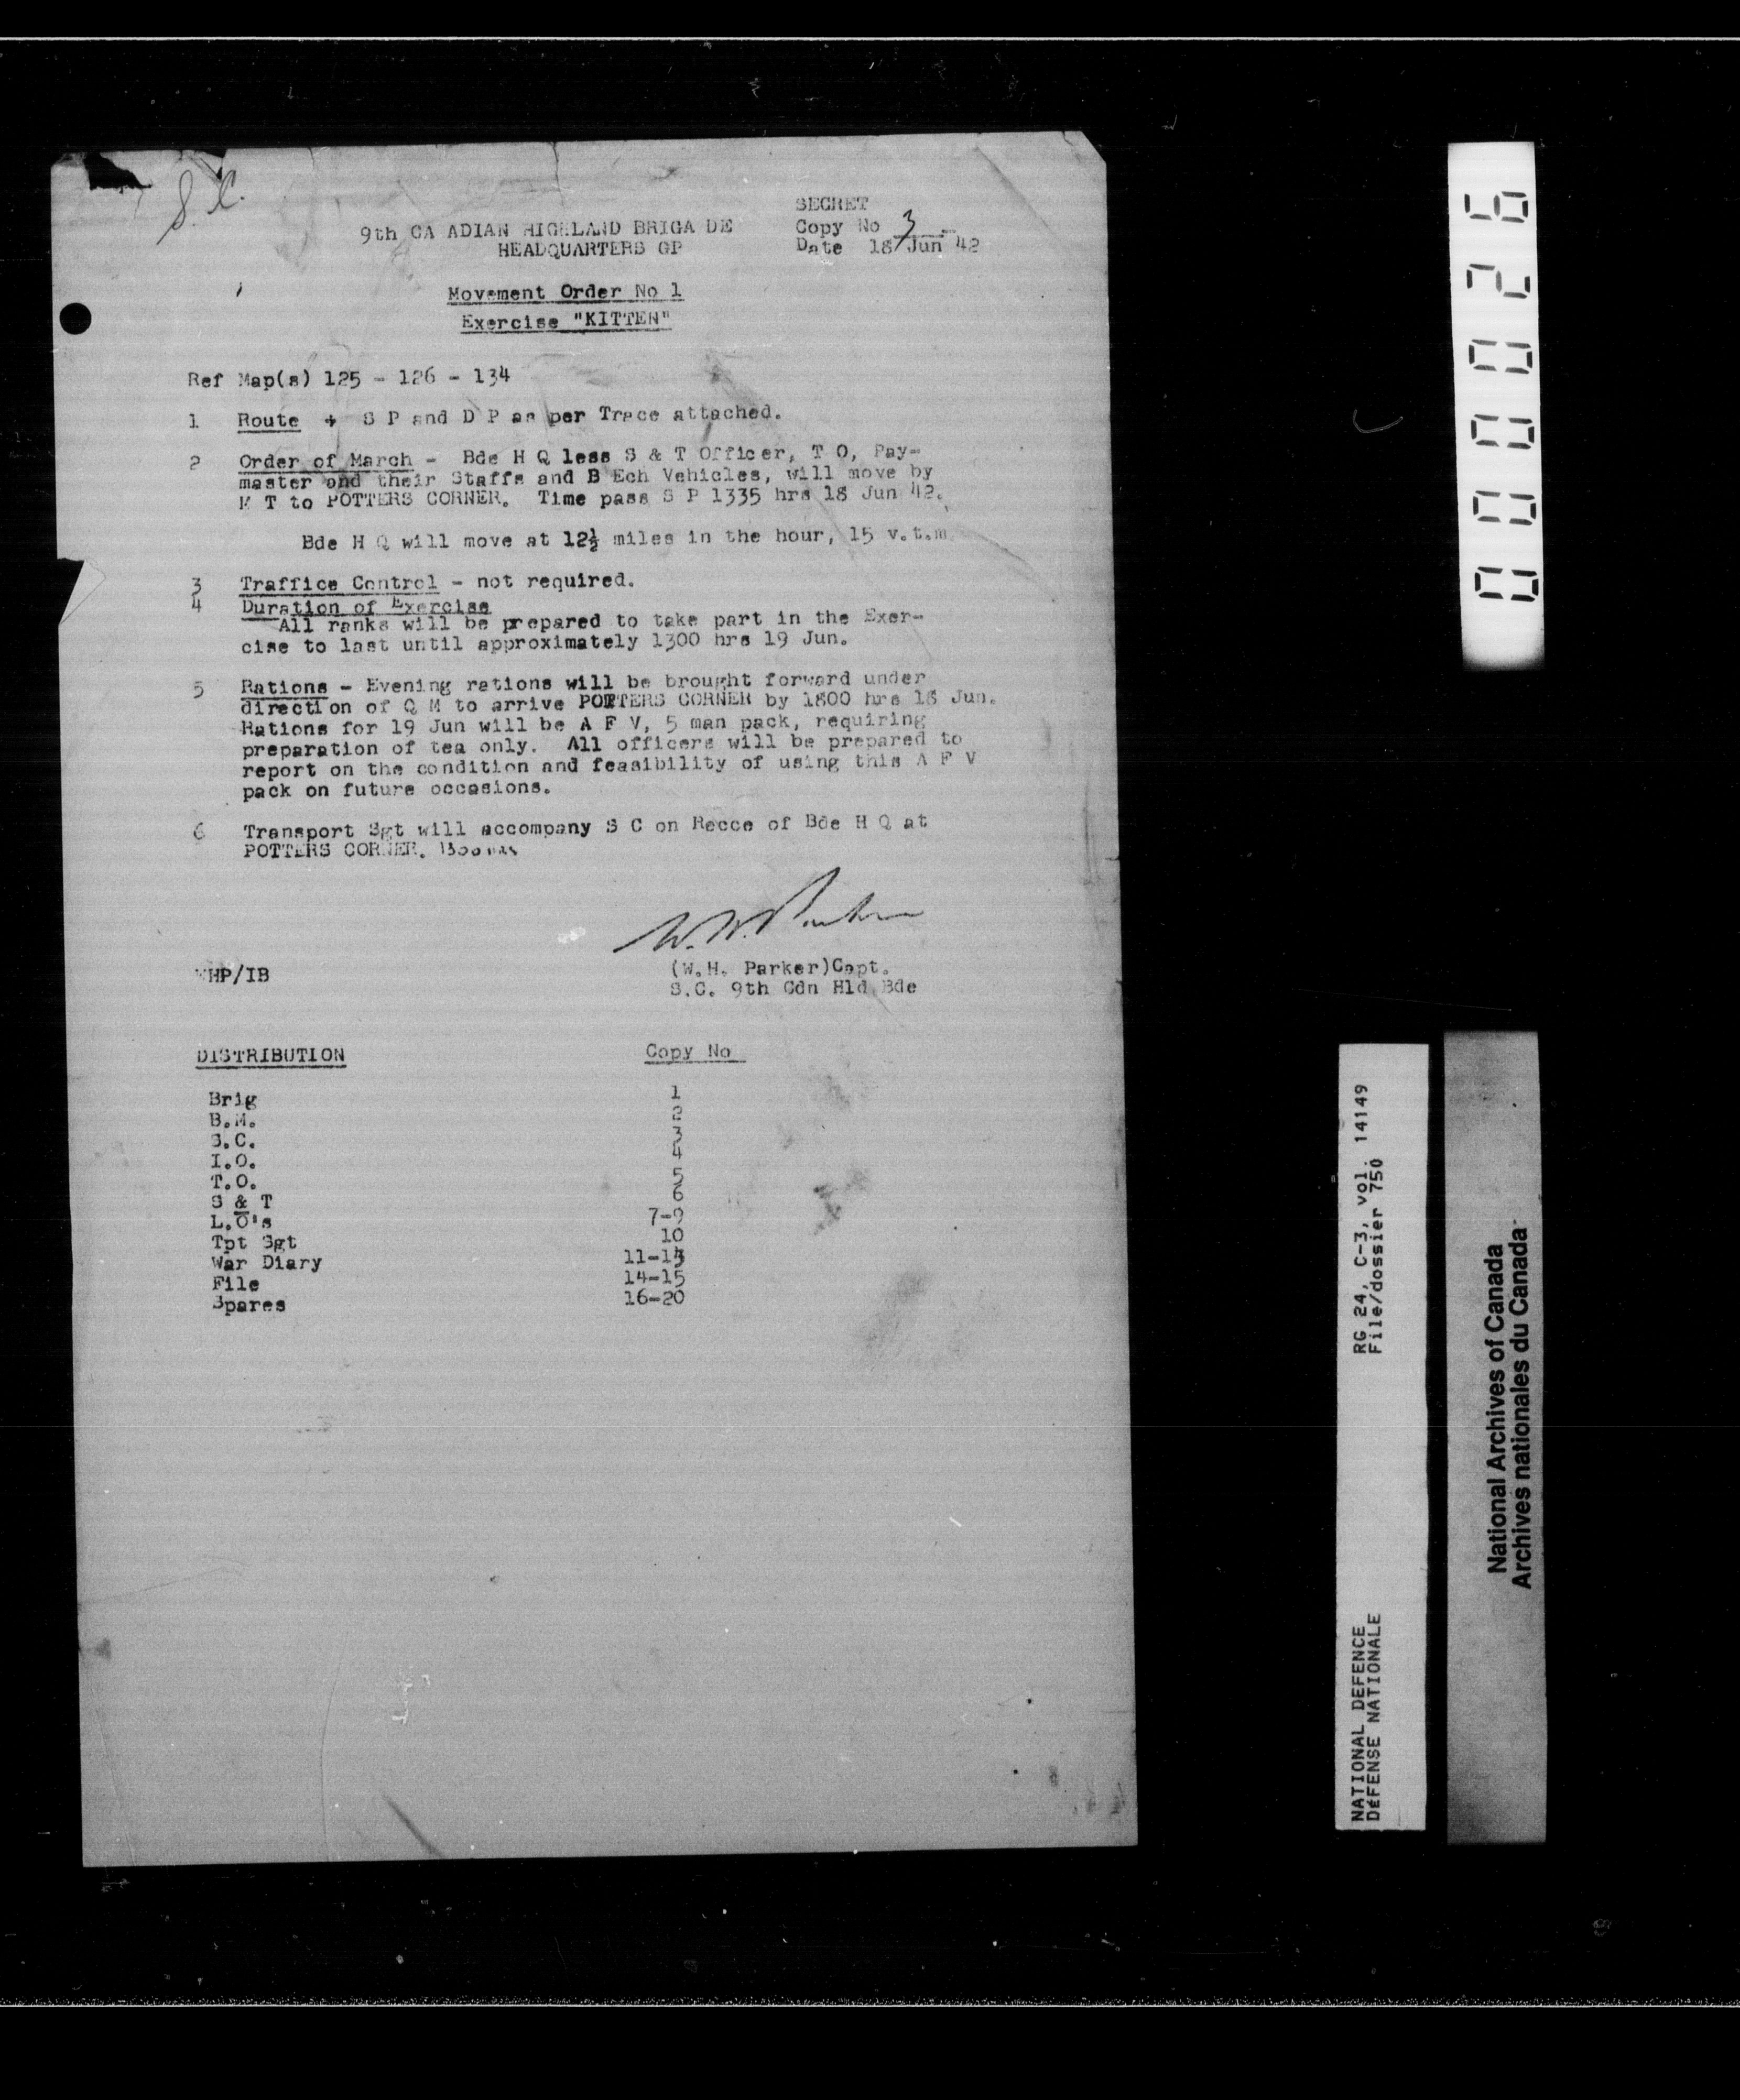 S.C.
SECRET
Copy No 3
Date 18 Jun 42
9th CA ADIAN HIGHLAND BRIGA DE
HEADQUARTERS GP
Movement Order No 1
Exercise "KITTEN"
Ref Map(s) 125 - 126 - 134
1 Route - S P and D P as per Trace attached.
2 Order of March - Bde H Q less S & T Officer, T O, Pay-
master and their Staffs and B Ech Vehicles, will move by
M T to POTTERS CORNER. Time pass S P 1335 hrs 18 Jun 42.
Bde H Q will move at 12½ miles in the hour, 15 v.t.m.
3 Traffice Control - not required.
4 Duration of Exercise
All ranks will be prepared to take part in the Exer-
cise to last until approximately 1300 hrs 19 Jun.
5 Rations - Evening rations will be brought forward under
direction of Q M to arrive POTTERS CORNER by 1800 hrs 18 Jun.
Rations for 19 Jun will be A F V, 5 man pack, requiring
preparation of tea only. All officers will be prepared to
report on the condition and feasibility of using this A F V
pack on future occasions.
6 Transport Sgt will accompany S C on Recce of Bde H Q at
POTTERS CORNER.
W.H. Parker
(W.H. Parker)Capt.
S.C. 9th Cdn Hld Bde
WHP/IB
DISTRIBUTION Copy No
Brig 1
B.M. 2
S.C. 3
I.O. 4
T.O. 5
S & T 6
L.O's 7-9
Tpt Sgt 10
War Diary 11-13
File 14-15
Spares 16-20
000026
RG 24, C-3, vol. 14149
File/dossier 750
NATIONAL DEFENCE
DéFENSE NATIONALE
National Archives of Canada
Archives nationales du Canada